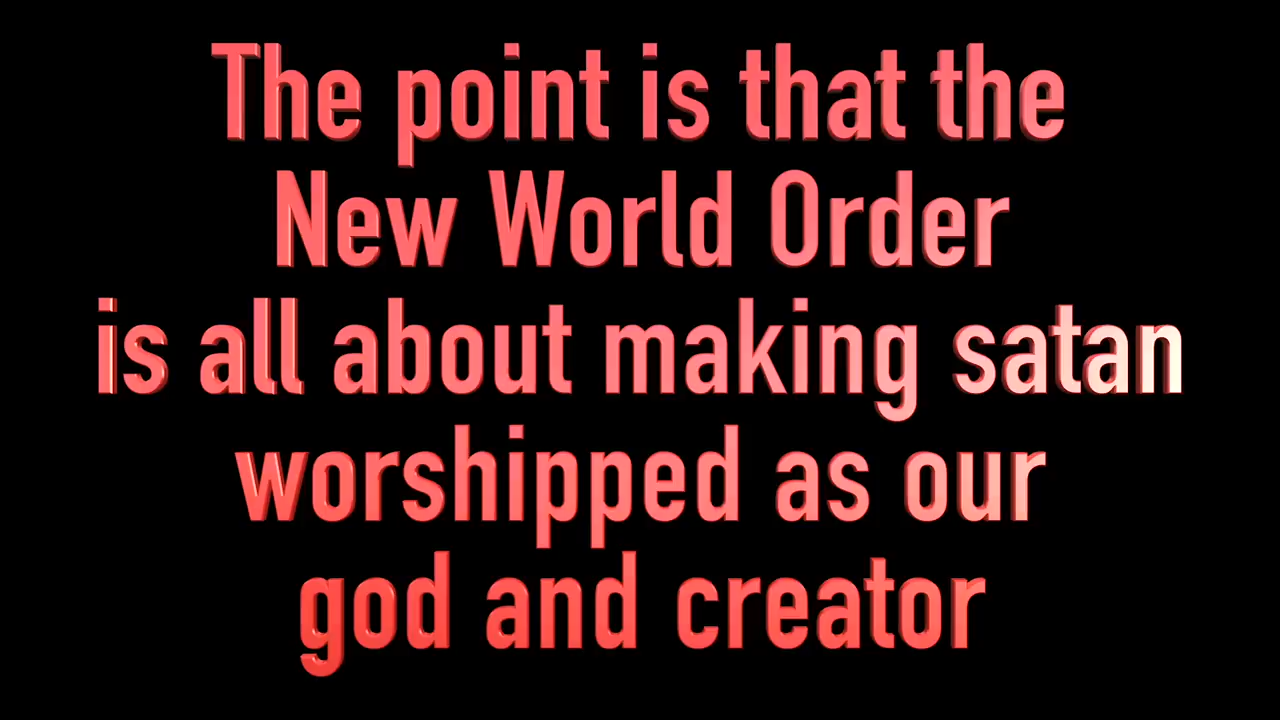 The point is that the
New World Order
is all about making satan
worshipped as our
god and creator